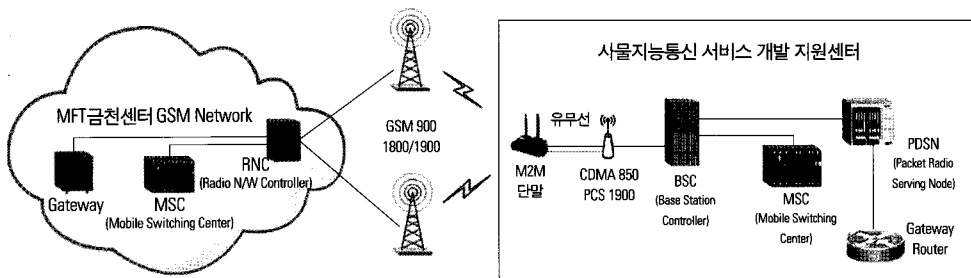 MFT금천센터 GSM Network
RNC
(Radio N/W Controller)
Gateway
MSC
(Mobile Switching Center)
GSM 900
1800/1900
사물지능통신 서비스 개발 지원센터
유무선
M2M
단말
CDMA 850
PCS 1900
BSC
(Base Station
Controller)
MSC
(Mobile Switching
Center)
PDSN
(Packet Radio
Serving Node)
Gateway
Router